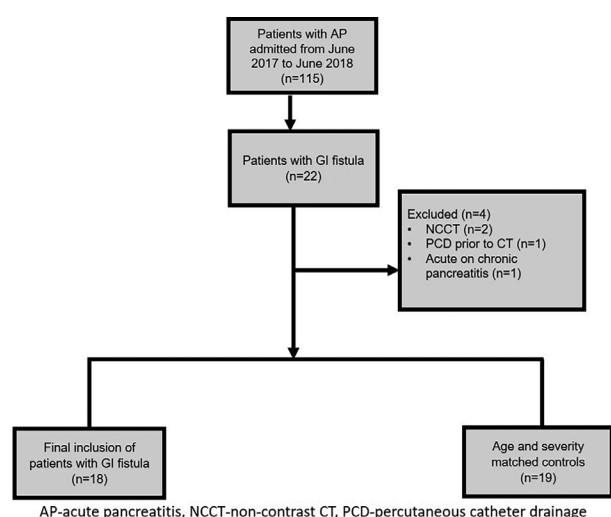 Patients with AP
admitted from June
2017 to June 2018
(n=115)
Patients with GI fistula
(n=22)
Excluded (n=4)
• NCCT (n=2)
• PCD prior to CT (n=1)
• Acute on chronic
pancreatitis (n=1)
Final inclusion of
patients with GI fistula
(n=18)
Age and severity
matched controls
(n=19)
AP-acute pancreatitis, NCCT-non-contrast CT, PCD-percutaneous catheter drainage